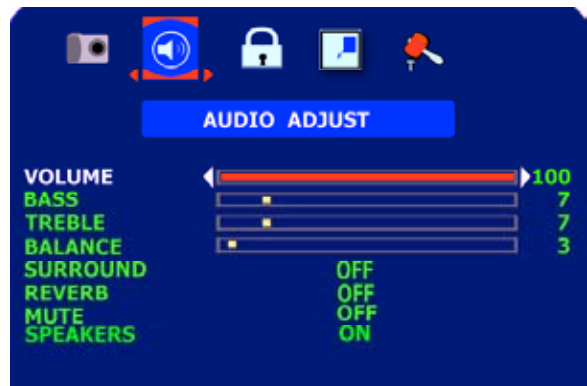 AUDIO ADJUST
VOLUME 100
BASS 7
TREBLE 7
BALANCE 3
SURROUND OFF
REVERB OFF
MUTE OFF
SPEAKERS ON